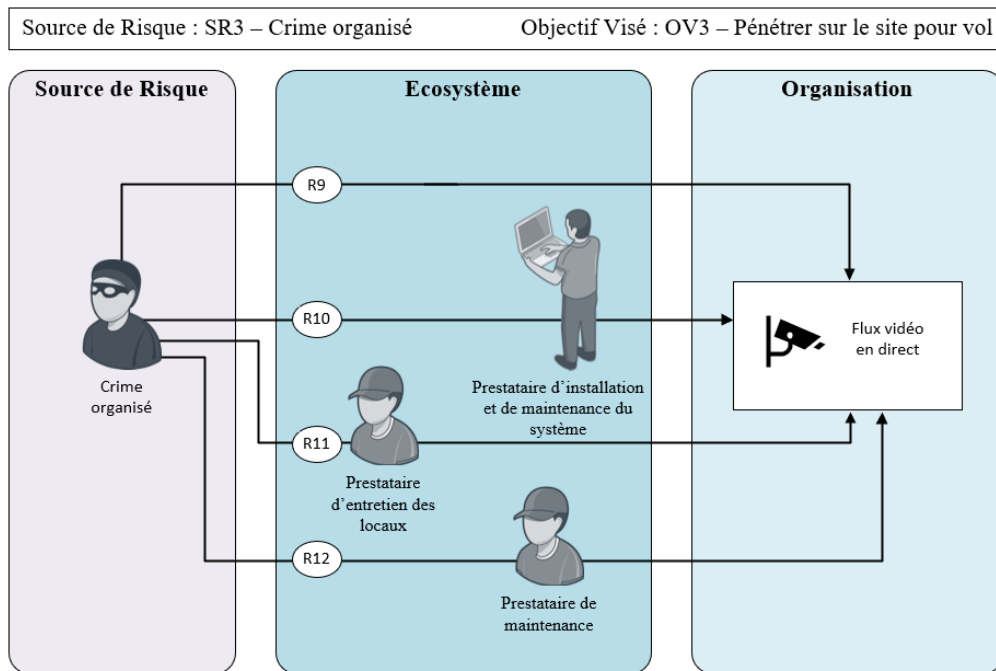 Source de Risque : SR3 – Crime organisé
Objectif Visé : OV3 – Pénétrer sur le site pour vol
Source de Risque
Ecosystème
Organisation
R9
R10
Crime
organisé
Prestataire d'installation
et de maintenance du
système
Flux vidéo
en direct
R11
Prestataire
d'entretien des
locaux
R12
Prestataire de
maintenance